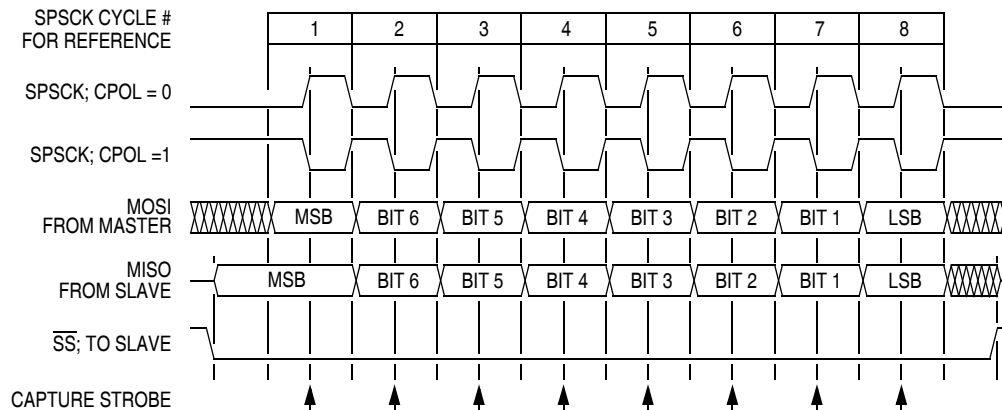 SPSCK CYCLE #
FOR REFERENCE
1 2 3 4 5 6 7 8
SPSCK; CPOL = 0
SPSCK; CPOL =1
MOSI
FROM MASTER
MSB BIT 6 BIT 5 BIT 4 BIT 3 BIT 2 BIT 1 LSB
MISO
FROM SLAVE
MSB BIT 6 BIT 5 BIT 4 BIT 3 BIT 2 BIT 1 LSB
SS; TO SLAVE
CAPTURE STROBE